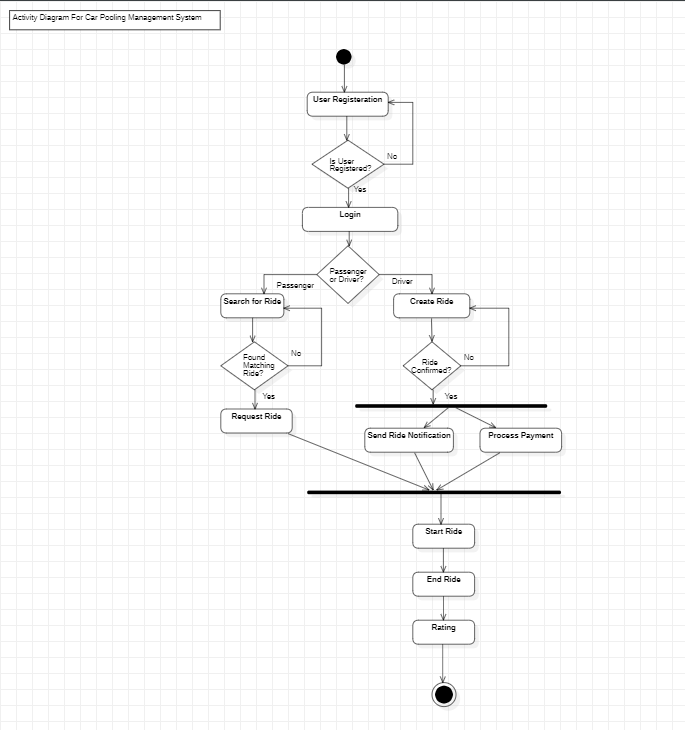 Activity Diagram For Car Pooling Management System
User Registeration
Is User
Registered?
No
Yes
Login
Passenger
or Driver?
Passenger
Driver
Search for Ride
Create Ride
Found
Matching
Ride?
No
Ride
Confirmed?
No
Yes
Yes
Request Ride
Send Ride Notification
Process Payment
Start Ride
End Ride
Rating